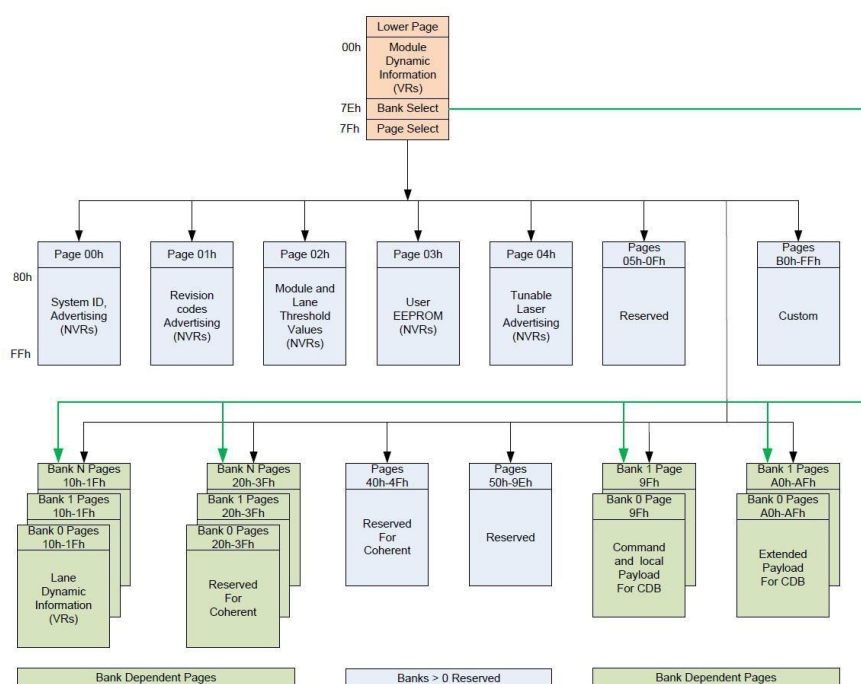 Lower Page
00h
Module
Dynamic
Information
(VRs)
7Eh
Bank Select
7Fh
Page Select
Page 00h
Page 01h
Page 02h
Page 03h
Page 04h
Pages
05h-0Fh
Pages
B0h-FFh
80h
System ID,
Advertising
(NVRs)
Revision
codes
Advertising
(NVRs)
Module and
Lane
Threshold
Values
(NVRs)
User
EEPROM
(NVRs)
Tunable
Laser
Advertising
(NVRs)
Reserved
Custom
FFh
Bank N Pages
10h-1Fh
Bank 1 Pages
10h-1Fh
Bank 0 Pages
10h-1Fh
Lane
Dynamic
Information
(VRs)
Bank N Pages
20h-3Fh
Bank 1 Pages
20h-3Fh
Bank 0 Pages
20h-3Fh
Reserved
For
Coherent
Pages
40h-4Fh
Reserved
For
Coherent
Pages
50h-9Eh
Reserved
Bank 1 Page
9Fh
Bank 0 Page
9Fh
Command
and local
Payload
For CDB
Bank 1 Pages
A0h-AFh
Bank 0 Pages
A0h-AFh
Extended
Payload
For CDB
Bank Dependent Pages
Banks > 0 Reserved
Bank Dependent Pages